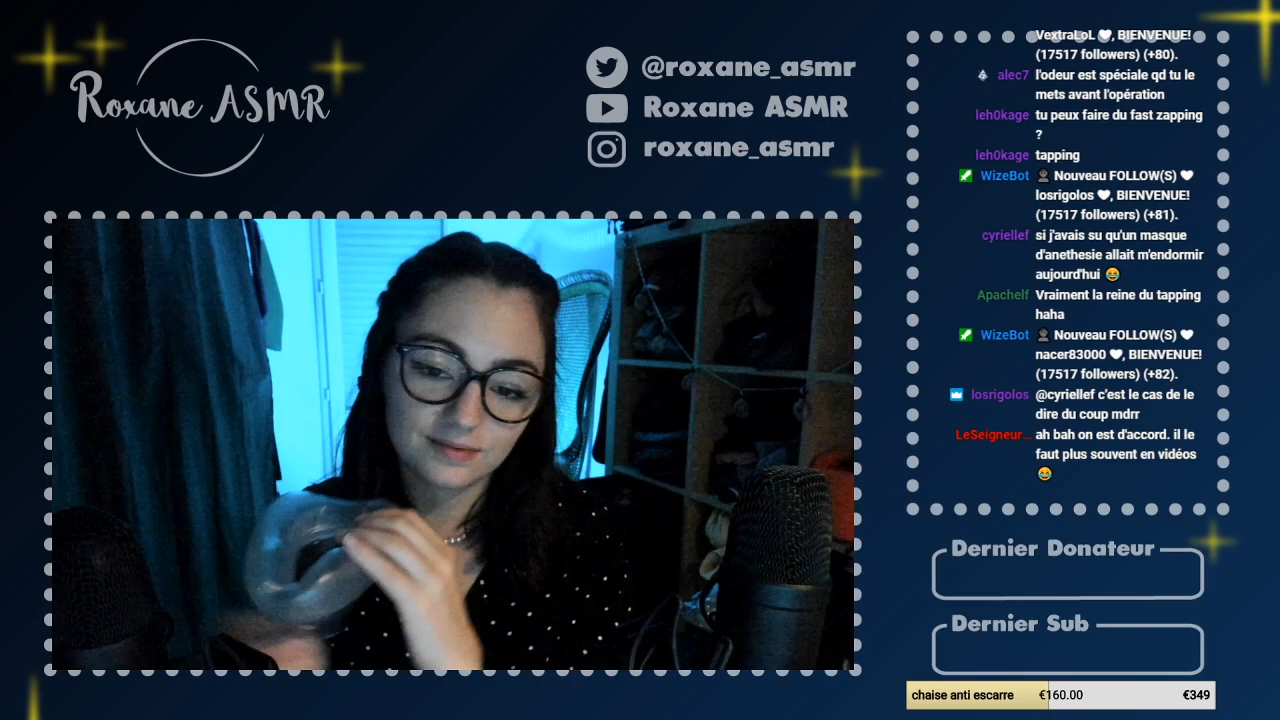 Roxane ASMR
@roxane_asmr
Roxane ASMR
roxane_asmr
VextraLoL 🤍, BIENVENUE!
(17517 followers) (+80).
alec7 l'odeur est spéciale qd tu le
mets avant l'opération
leh0kage tu peux faire du fast zapping
?
leh0kage tapping
WizeBot Nouveau FOLLOW(S) 🤍
losrigolos 🤍, BIENVENUE!
(17517 followers) (+81).
cyriellef si j'avais su qu'un masque
d'anethesie allait m'endormir
aujourd'hui 😂
Apachelf Vraiment la reine du tapping
haha
WizeBot Nouveau FOLLOW(S) 🤍
nacer83000 🤍, BIENVENUE!
(17517 followers) (+82).
losrigolos @cyriellef c'est le cas de le
dire du coup mdrr
LeSeigneur... ah bah on est d'accord. il le
faut plus souvent en vidéos
😂
Dernier Donateur
Dernier Sub
chaise anti escarre €160.00 €349